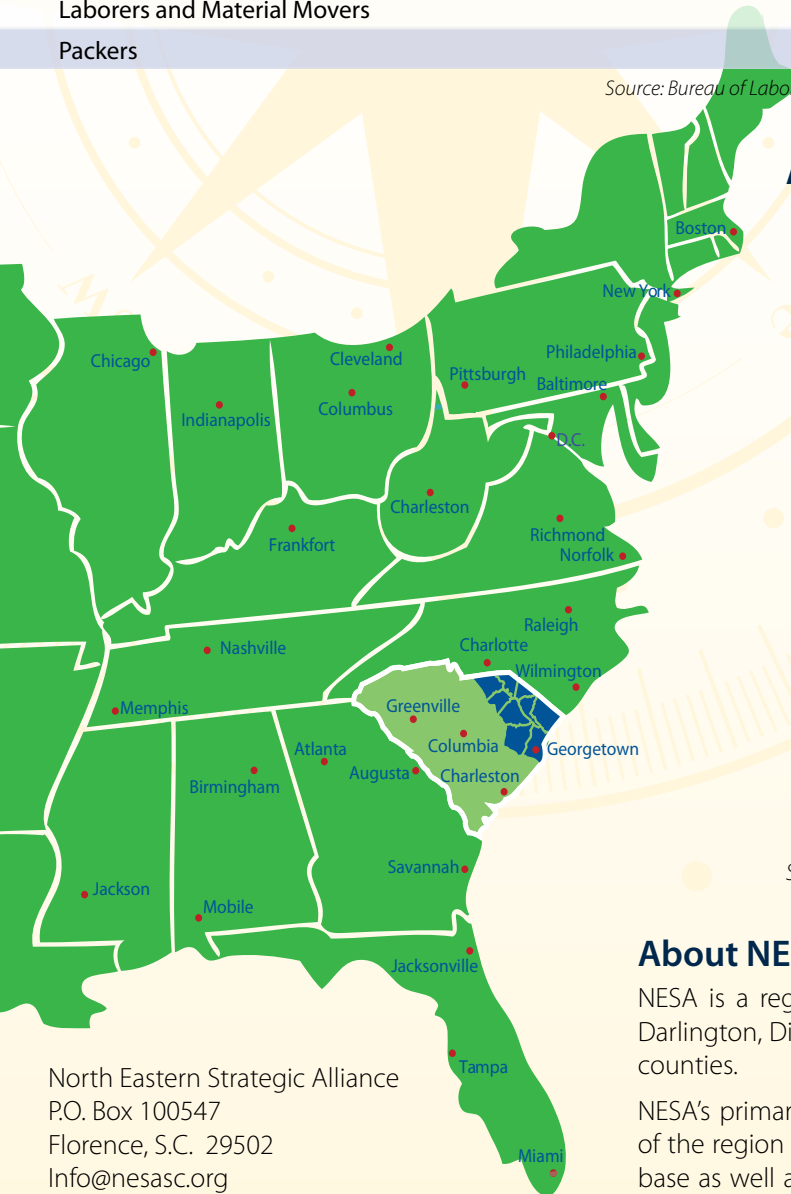 Laborers and Material Movers
Packers
Source: Bureau of Labo
Boston
New York
Philadelphia
Cleveland
Chicago
Pittsburgh
Baltimore
Columbus
Indianapolis
D.C.
Charleston
Richmond
Frankfort
Norfolk
Raleigh
Nashville
Charlotte
Wilmington
Memphis
Greenville
Columbia
Georgetown
Atlanta
Augusta
Charleston
Birmingham
Savannah
Jackson
Mobile
Jacksonville
Tampa
Miami
North Eastern Strategic Alliance
P.O. Box 100547
Florence, S.C. 29502
Info@nesasc.org
About NE
NESA is a reg
Darlington, Di
counties.
NESA's primar
of the region
base as well a